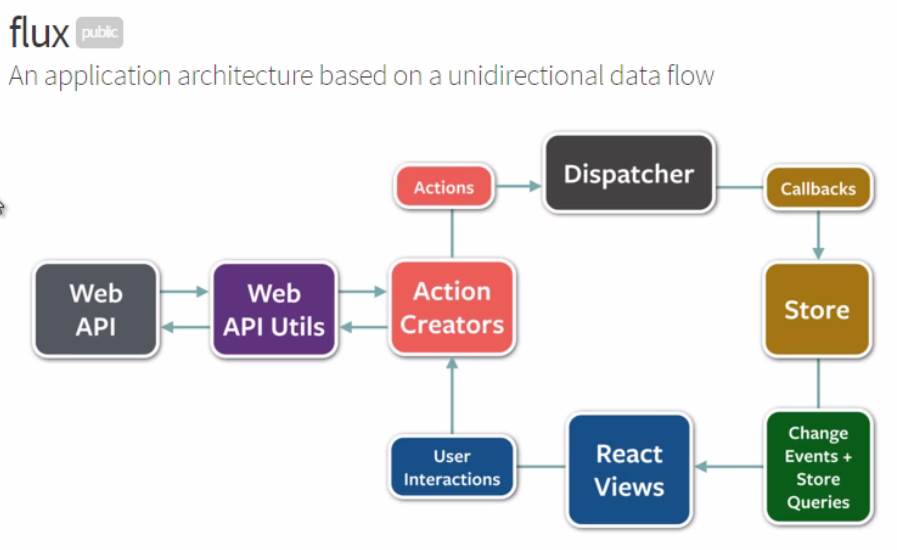 flux public
An application architecture based on a unidirectional data flow
Actions
Dispatcher
Callbacks
Web
API
Web
API Utils
Action
Creators
Store
User
Interactions
React
Views
Change
Events +
Store
Queries